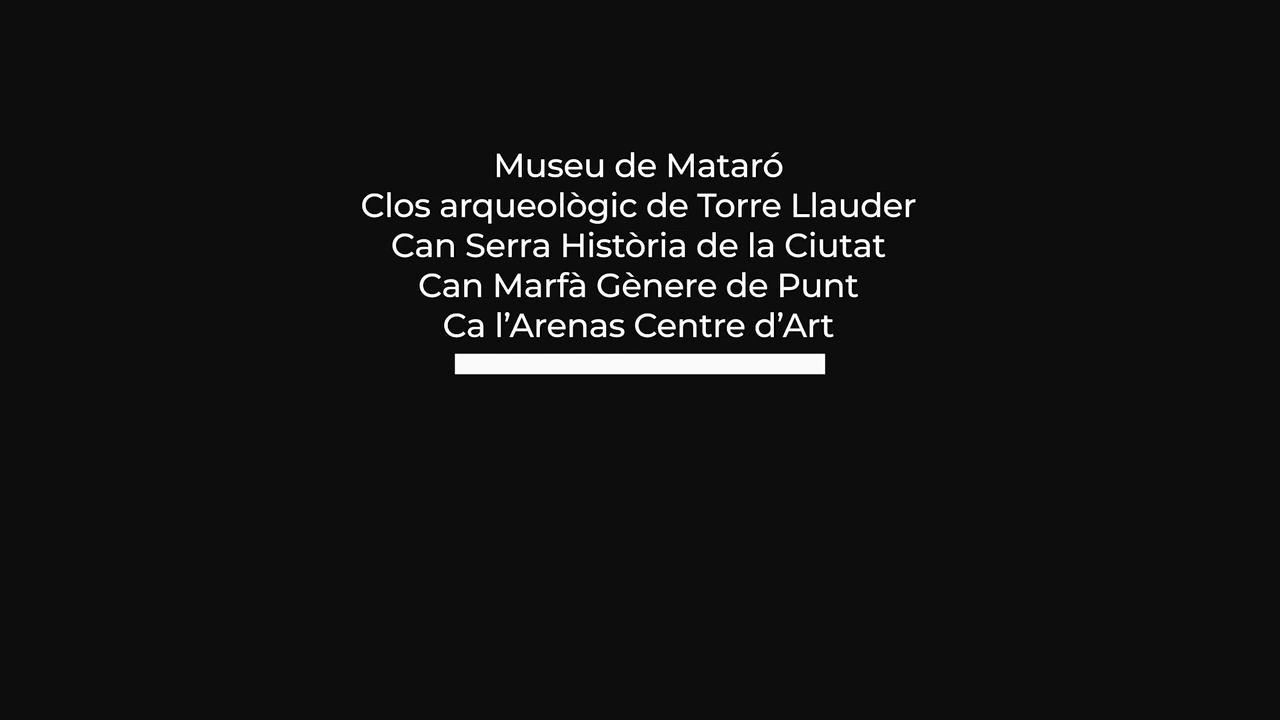 Museu de Mataró
Clos arqueològic de Torre Llauder
Can Serra Història de la Ciutat
Can Marfà Gènere de Punt
Ca l’Arenas Centre d’Art